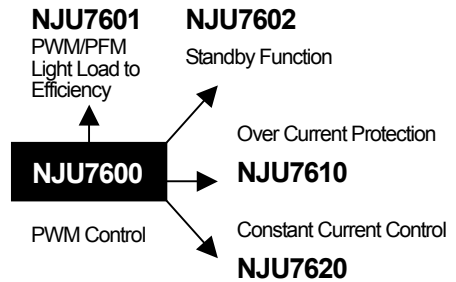 NJU7601
PWM/PFM
Light Load to
Efficiency
NJU7602
Standby Function
NJU7600
PWM Control
Over Current Protection
NJU7610
Constant Current Control
NJU7620